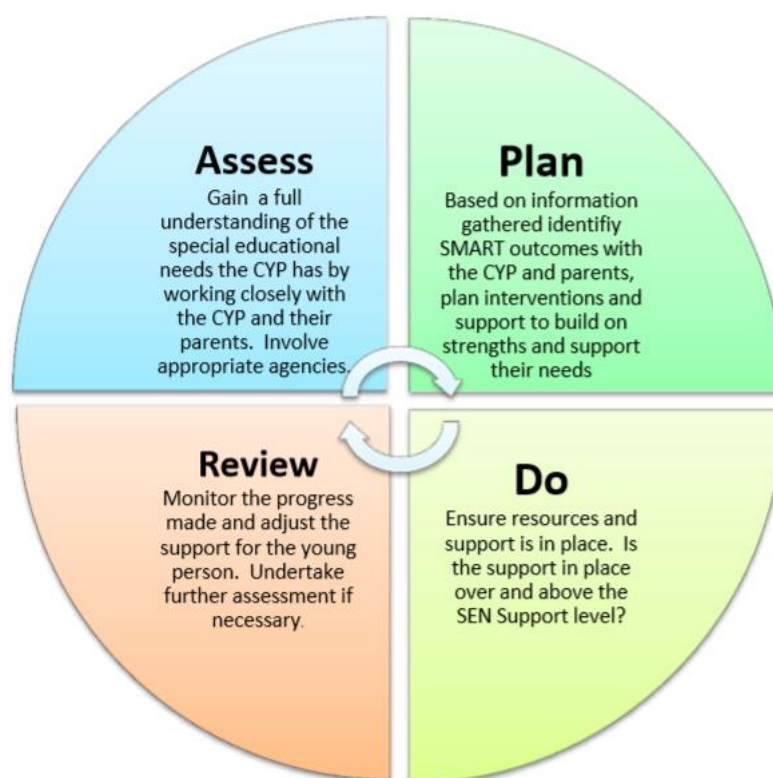 Assess
Gain a full
understanding of the
special educational
needs the CYP has by
working closely with
the CYP and their
parents. Involve
appropriate agencies.
Plan
Based on information
gathered identifiy
SMART outcomes with
the CYP and parents,
plan interventions and
support to build on
strengths and support
their needs
Do
Ensure resources and
support is in place. Is
the support in place
over and above the
SEN Support level?
Review
Monitor the progress
made and adjust the
support for the young
person. Undertake
further assessment if
necessary.